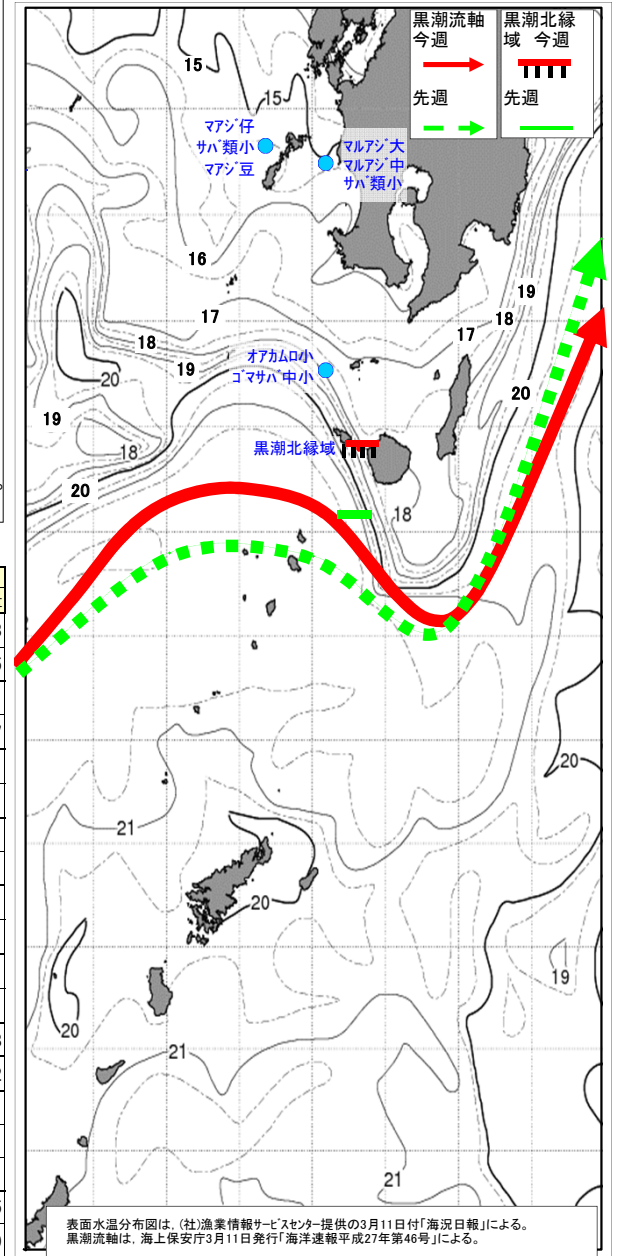 黒潮流軸
今週
先週
黒潮北縁
域 今週
先週
15
15
マアジ仔
サバ類小
マアジ豆
マルアジ大
マルアジ中
サバ類小
16
17
18
19
20
19
18
20
オアカムロ小
ゴマサバ中小
黒潮北縁域
17
18
19
20
18
20
21
20
19
20
21
21
表面水温分布図は、(社)漁業情報サービスセンター提供の3月11日付「海況日報」による。
黒潮流軸は、海上保安庁3月11日発行「海洋速報平成27年第46号」による。